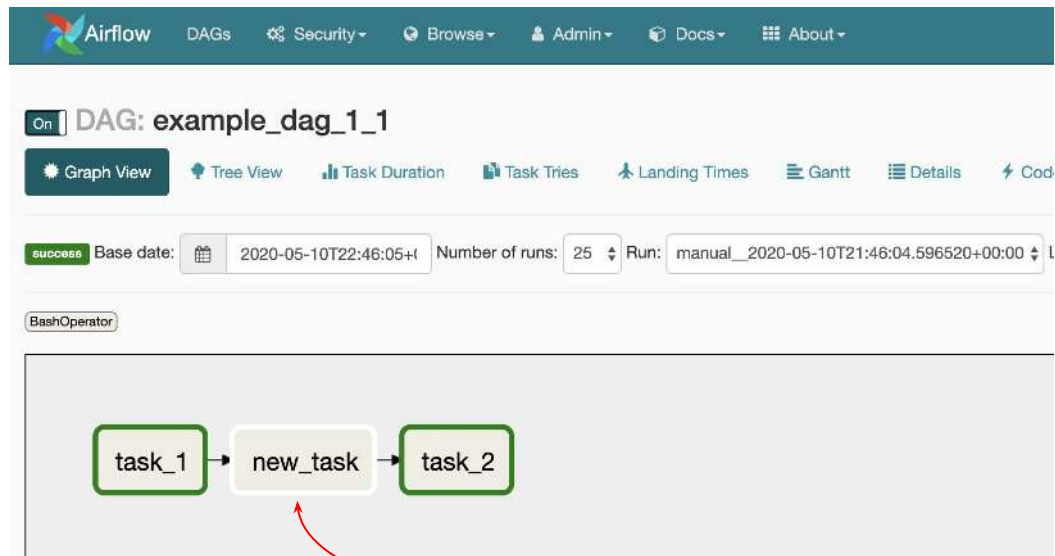 Airflow DAGs Security Browse Admin Docs About
On DAG: example_dag_1_1
Graph View Tree View Task Duration Task Tries Landing Times Gantt Details Cod
success Base date: 2020-05-10T22:46:05+( Number of runs: 25 Run: manual__2020-05-10T21:46:04.596520+00:00 L
BashOperator
task_1 new_task task_2